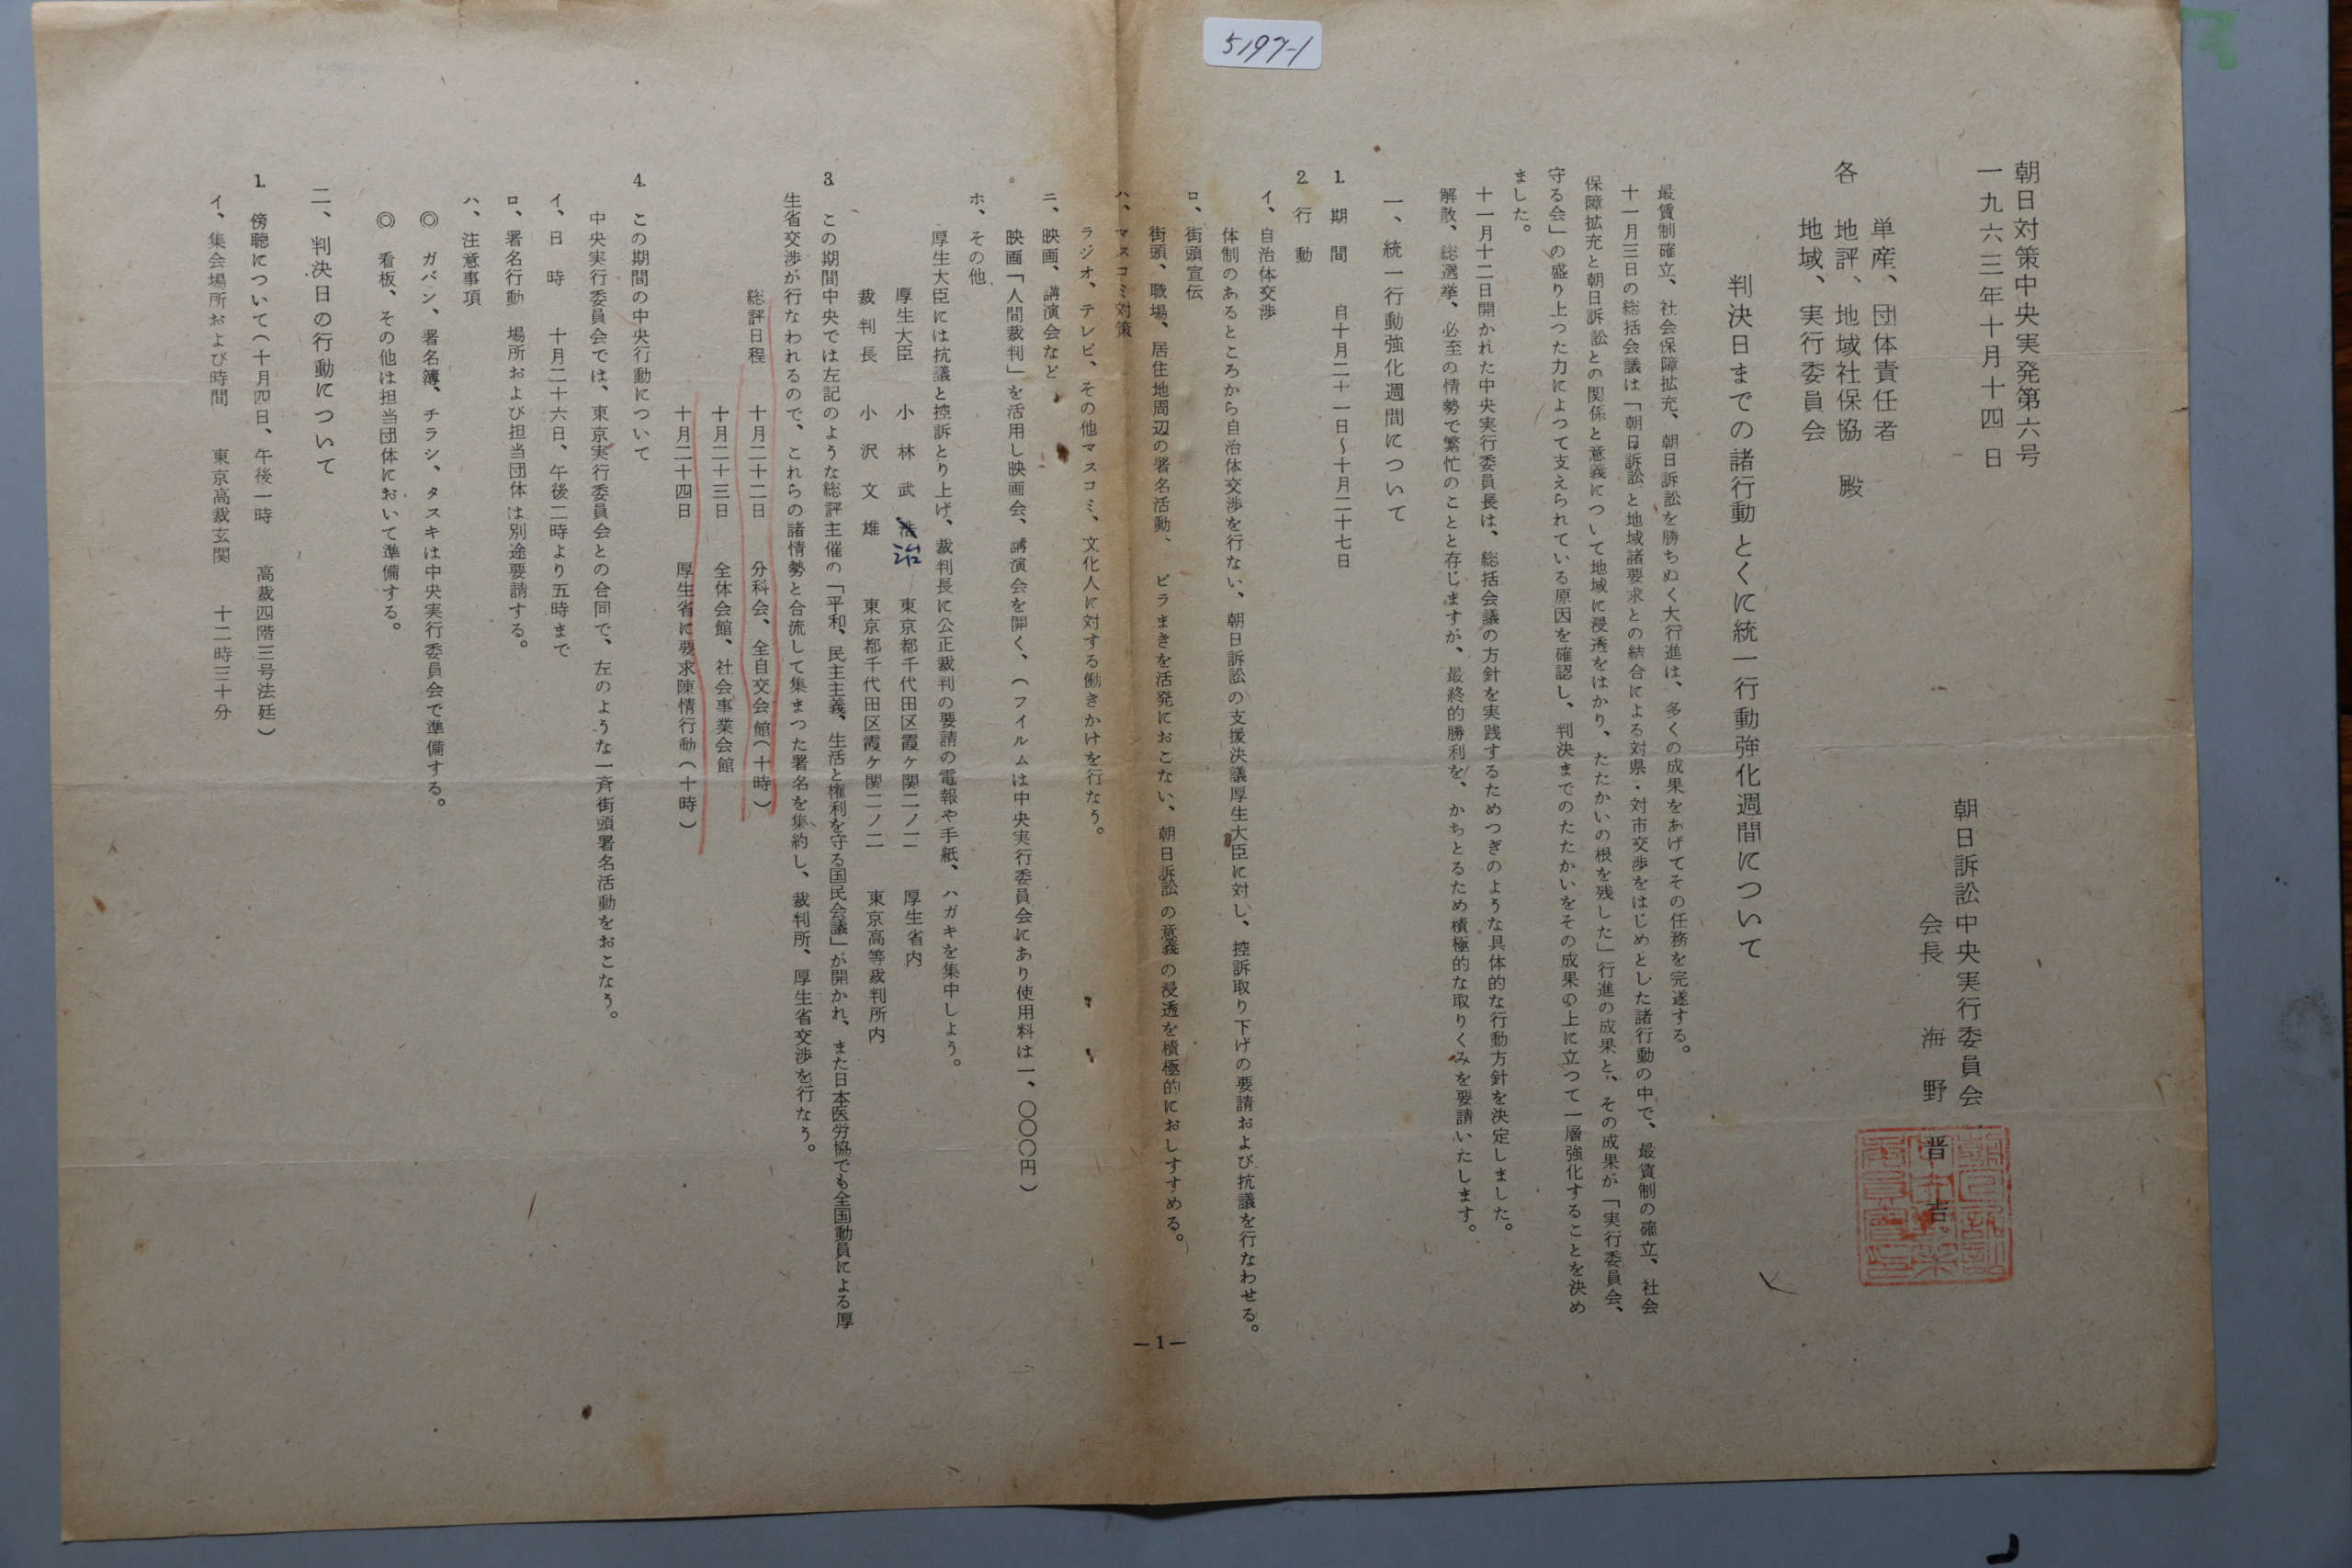 5197-1
朝日対策中央実発第六号
一九六三年十月十四日
朝日訴訟中央実行委員会
会長 海野晋吉
単産、団体責任者
各 地評、地域社保協 殿
地域、実行委員会
判決日までの諸行動とくに統一行動強化週間について
最賃制確立、社会保障拡充、朝日訴訟を勝ちぬく大行進は、多くの成果をあげてその任務を完遂する。
十一月三日の総括会議は「朝日訴訟と地域諸要求との結合による対県・対市交渉をはじめとした諸行動の中で、最賃制の確立、社会
保障拡充と朝日訴訟との関係と意義について地域に浸透をはかり、たたかいの根を残した」行進の成果と、その成果が「実行委員会、
守る会」の盛り上つた力によつて支えられている原因を確認し、判決までのたたかいをその成果の上に立つて一層強化することを決め
ました。
十一月十二日開かれた中央実行委員長は、総括会議の方針を実践するためつぎのような具体的な行動方針を決定しました。
解散、総選挙、必至の情勢で繁忙のことと存じますが、最終的勝利を、かちとるため積極的な取りくみを要請いたします。
一、統一行動強化週間について
1. 期間 自十月二十一日～十月二十七日
2 行動
イ、自治体交渉
体制のあるところから自治体交渉を行ない、朝日訴訟の支援決議厚生大臣に対し、控訴取り下げの要請および抗議を行なわせる。
ロ、街頭宣伝
街頭、職場、居住地周辺の署名活動、ビラまきを活発におこない、朝日訴訟の意義の浸透を積極的におしすすめる。
ハ、マスコミ対策
ラジオ、テレビ、その他マスコミ、文化人に対する働きかけを行なう。
ニ、映画、講演会など
映画「人間裁判」を活用し映画会、講演会を開く、(フイルムは中央実行委員会にあり使用料は一、〇〇〇円)
ホ、その他
厚生大臣には抗議と控訴とり上げ、裁判長に公正裁判の要請の電報や手紙、ハガキを集中しよう。
厚生大臣 小林武治 東京都千代田区霞ケ関二ノ二 厚生省内
裁判長 小沢文雄 東京都千代田区霞ケ関二ノ二 東京高等裁判所内
3. この期間中央では左記のような総評主催の「平和、民主主義、生活と権利を守る国民会議」が開かれ、また日本医労協でも全国動員による厚
生省交渉が行なわれるので、これらの諸情勢と合流して集まつた署名を集約し、裁判所、厚生省交渉を行なう。
総評日程 十月二十二日 分科会、全自交会館(十時)
十月二十三日 全体会館、社会事業会館
十月二十四日 厚生省に要求陳情行動(十時)
4. この期間の中央行動について
中央実行委員会では、東京実行委員会との合同で、左のような一斉街頭署名活動をおこなう。
イ、日時 十月二十六日、午後二時より五時まで
ロ、署名行動 場所および担当団体は別途要請する。
ハ、注意事項
◎ ガバン、署名簿、チラシ、タスキは中央実行委員会で準備する。
◎ 看板、その他は担当団体において準備する。
二、判決日の行動について
1. 傍聴について(十月四日、午後一時 高裁四階三号法廷)
イ、集会場所および時間 東京高裁玄関 十二時三十分
—1—